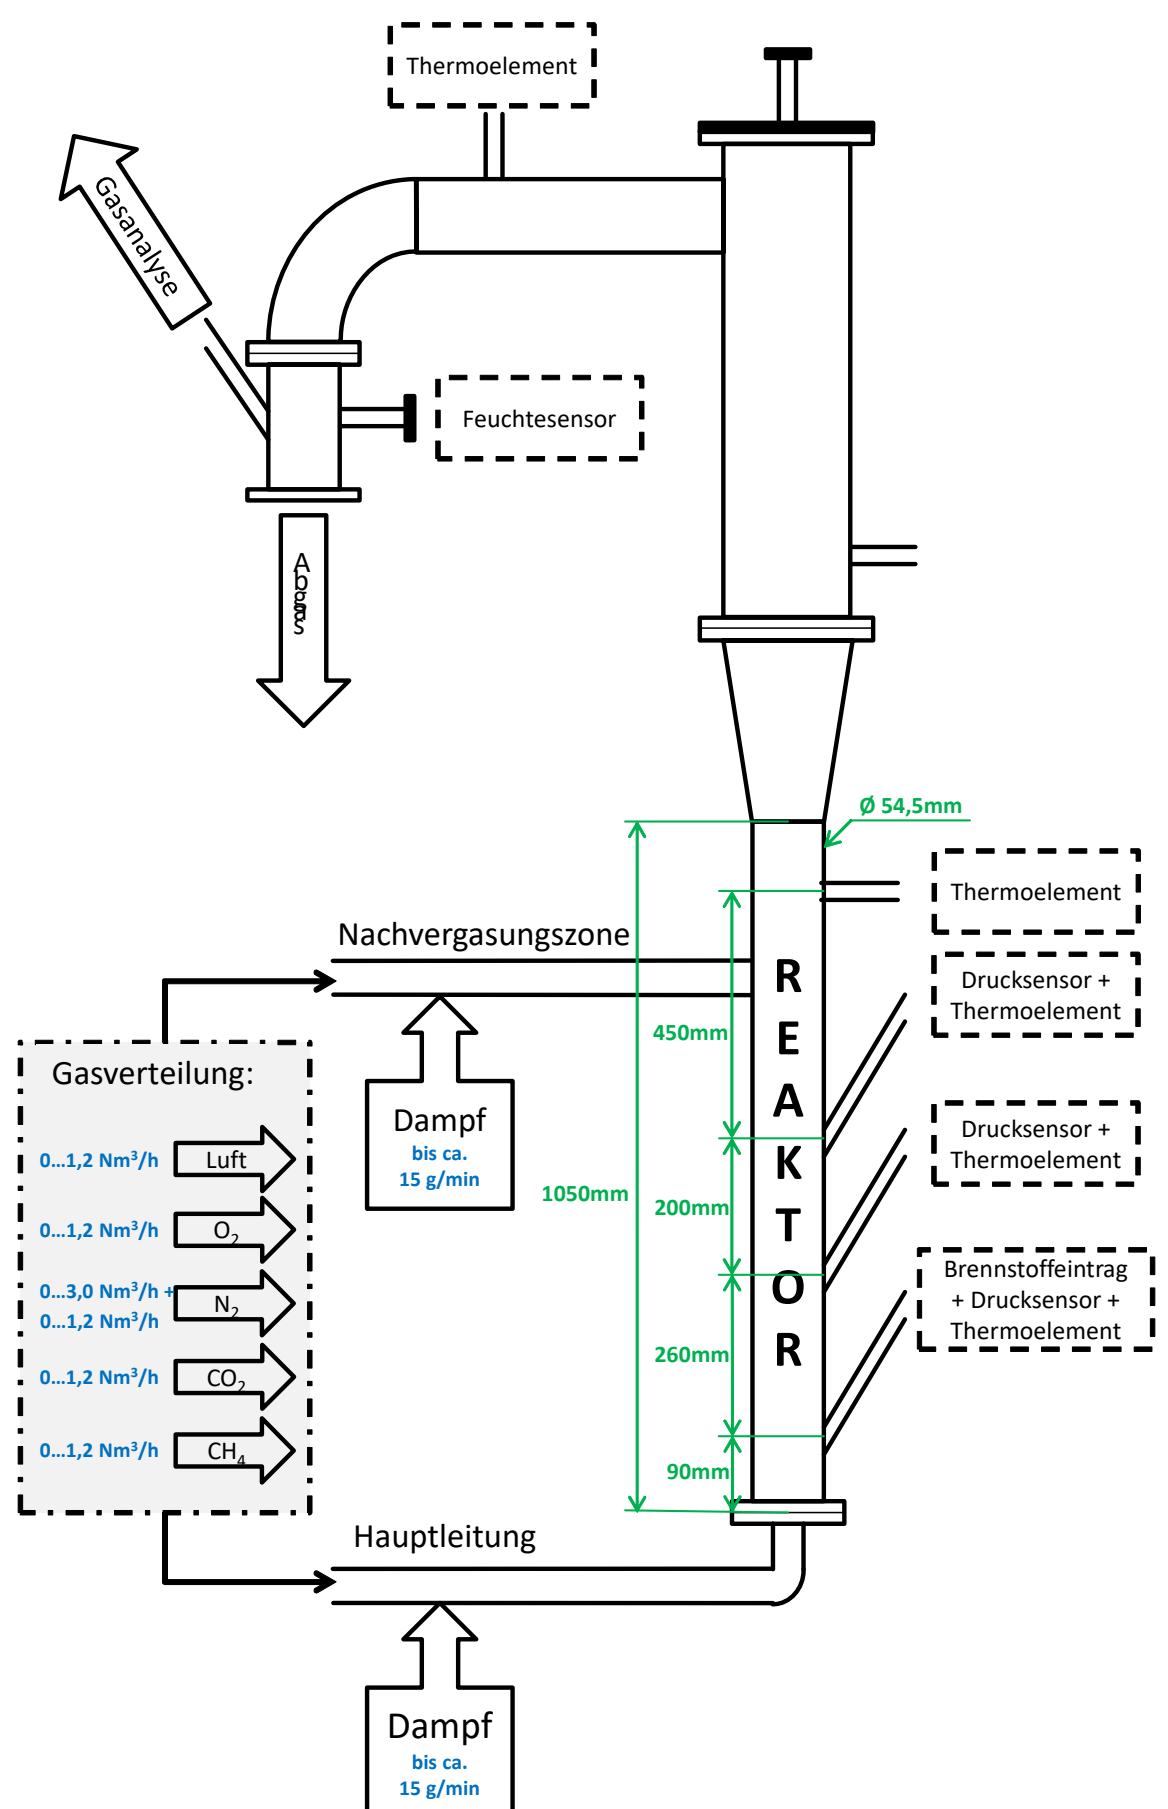 Thermoelement
Gasanalyse
Feuchtesensor
Abgas
Ø 54,5mm
Thermoelement
Nachvergasungszone
Drucksensor +
Thermoelement
REAKTOR
450mm
Gasverteilung:
Dampf
bis ca.
15 g/min
Drucksensor +
Thermoelement
0...1,2 Nm³/h
Luft
1050mm
200mm
0...1,2 Nm³/h
O₂
0...3,0 Nm³/h +
0...1,2 Nm³/h
N₂
Brennstoffeintrag
+ Drucksensor +
Thermoelement
260mm
0...1,2 Nm³/h
CO₂
0...1,2 Nm³/h
CH₄
90mm
Hauptleitung
Dampf
bis ca.
15 g/min